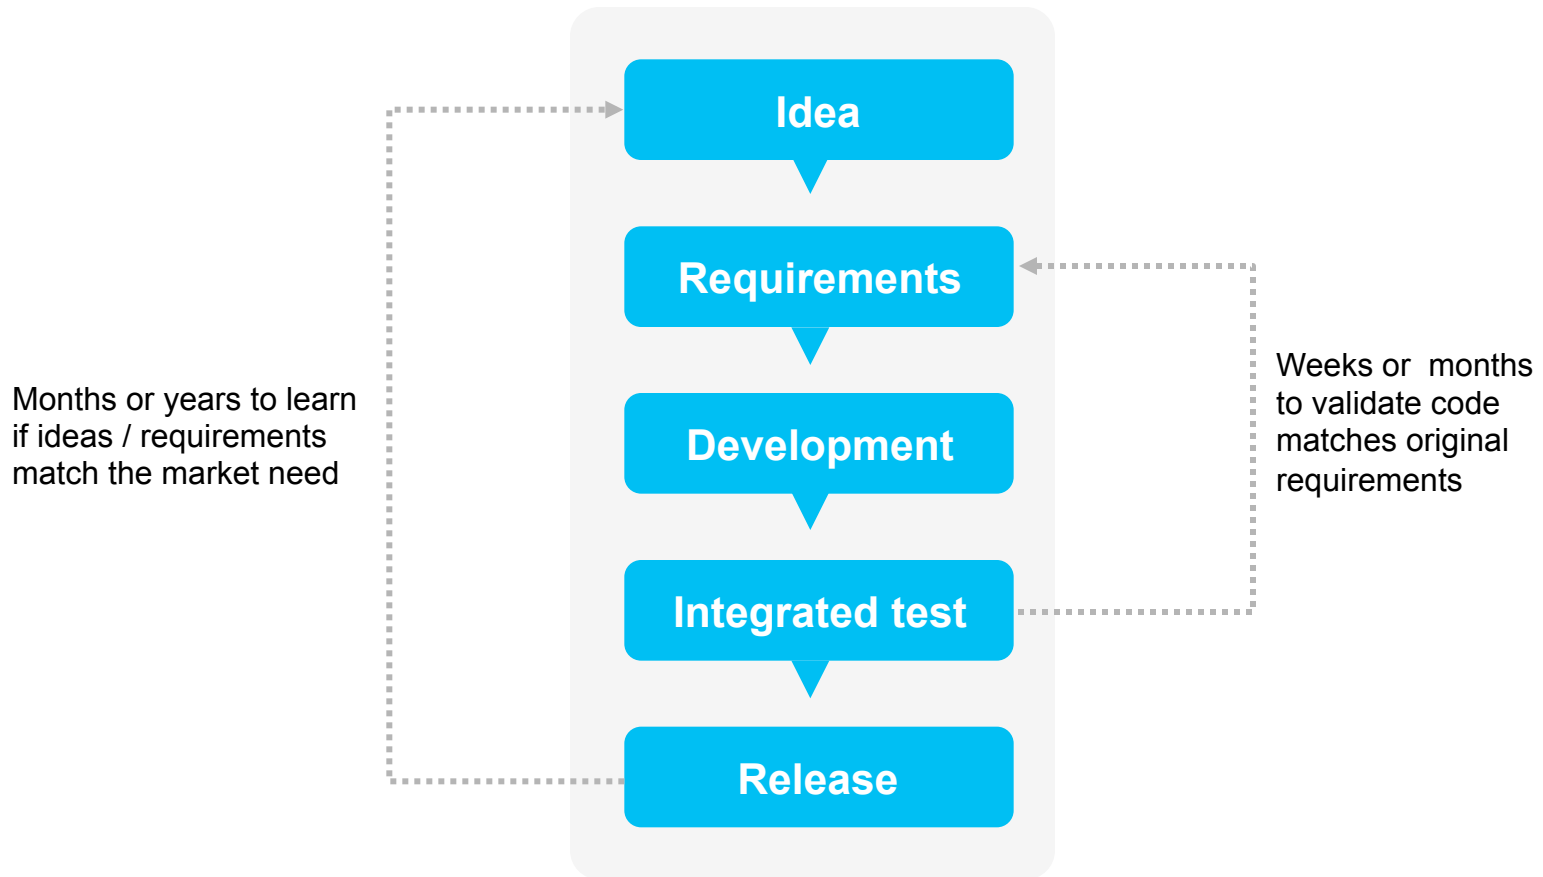 Idea
Requirements
Development
Integrated test
Release
Months or years to learn
if ideas / requirements
match the market need
Weeks or  months
to validate code
matches original
requirements